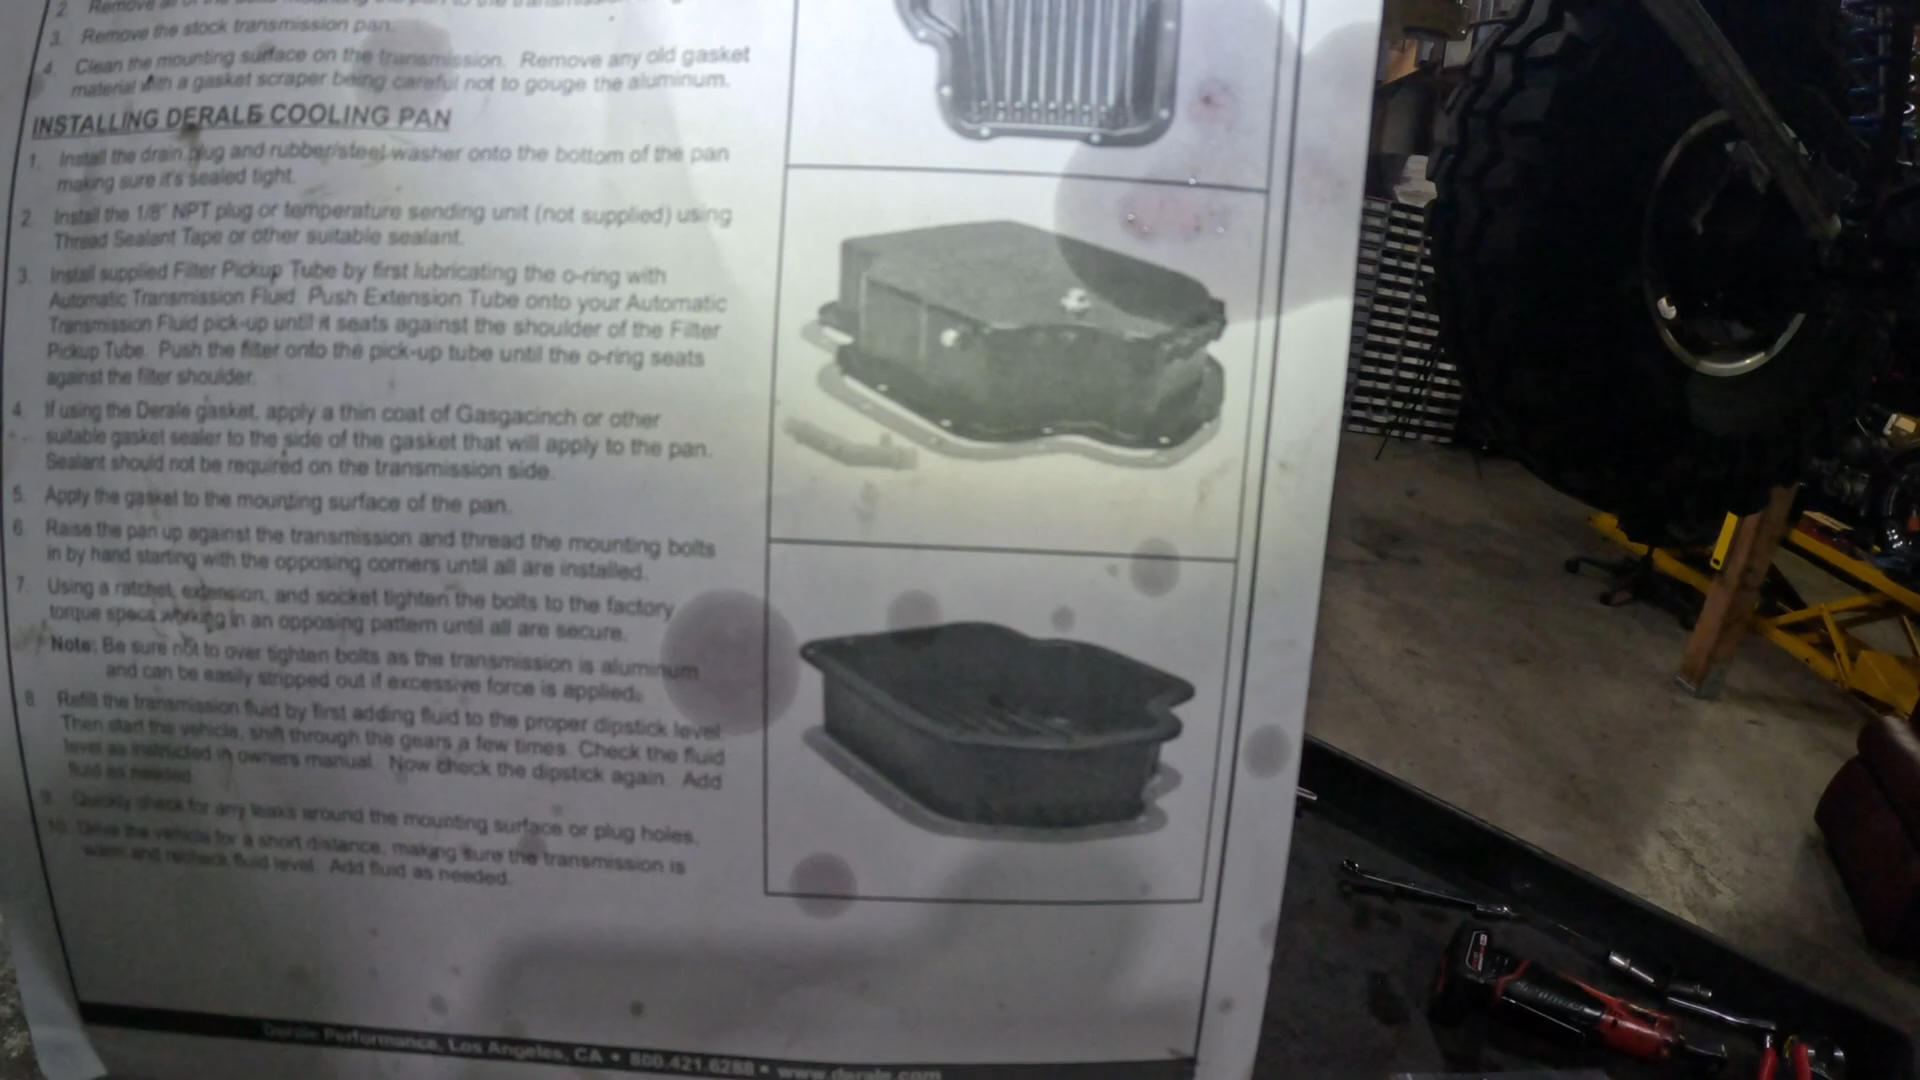 2. Remove all of the bolts mounting the pan to the transmission
3. Remove the stock transmission pan.
4. Clean the mounting surface on the transmission. Remove any old gasket
material with a gasket scraper being careful not to gouge the aluminum.
INSTALLING DERALE COOLING PAN
1. Install the drain plug and rubber/steel washer onto the bottom of the pan
making sure it's sealed tight.
2. Install the 1/8" NPT plug or temperature sending unit (not supplied) using
Thread Sealant Tape or other suitable sealant.
3. Install supplied Filter Pickup Tube by first lubricating the o-ring with
Automatic Transmission Fluid. Push Extension Tube onto your Automatic
Transmission Fluid pick-up until it seats against the shoulder of the Filter
Pickup Tube. Push the filter onto the pick-up tube until the o-ring seats
against the filter shoulder.
4. If using the Derale gasket, apply a thin coat of Gasgacinch or other
suitable gasket sealer to the side of the gasket that will apply to the pan.
Sealant should not be required on the transmission side.
5. Apply the gasket to the mounting surface of the pan.
6. Raise the pan up against the transmission and thread the mounting bolts
in by hand starting with the opposing corners until all are installed.
7. Using a ratchet, extension, and socket tighten the bolts to the factory
torque specs working in an opposing pattern until all are secure.
Note: Be sure not to over tighten bolts as the transmission is aluminum
and can be easily stripped out if excessive force is applied.
8. Refill the transmission fluid by first adding fluid to the proper dipstick level.
Then start the vehicle, shift through the gears a few times. Check the fluid
level as instructed in owners manual. Now check the dipstick again. Add
fluid as needed.
9. Quickly check for any leaks around the mounting surface or plug holes.
10. Drive the vehicle for a short distance, making sure the transmission is
warm and recheck fluid level. Add fluid as needed.
Derale Performance, Los Angeles, CA • 800.421.6288 • www.derale.com